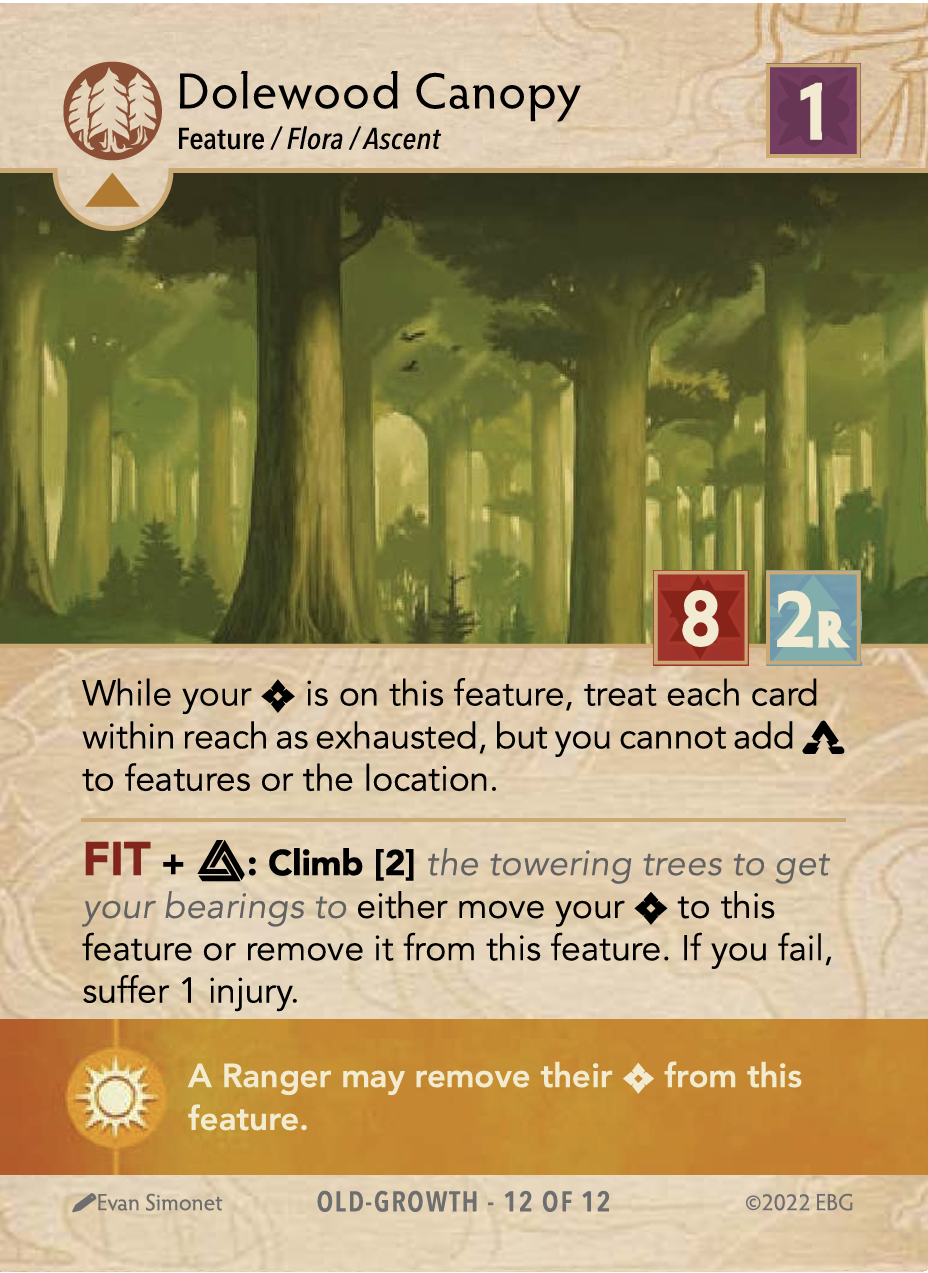 Dolewood Canopy
Feature / Flora / Ascent
1
8 2R
While your is on this feature, treat each card
within reach as exhausted, but you cannot add
to features or the location.
FIT + : Climb [2] the towering trees to get
your bearings to either move your to this
feature or remove it from this feature. If you fail,
suffer 1 injury.
A Ranger may remove their from this
feature.
Evan Simonet OLD-GROWTH - 12 OF 12 ©2022 EBG